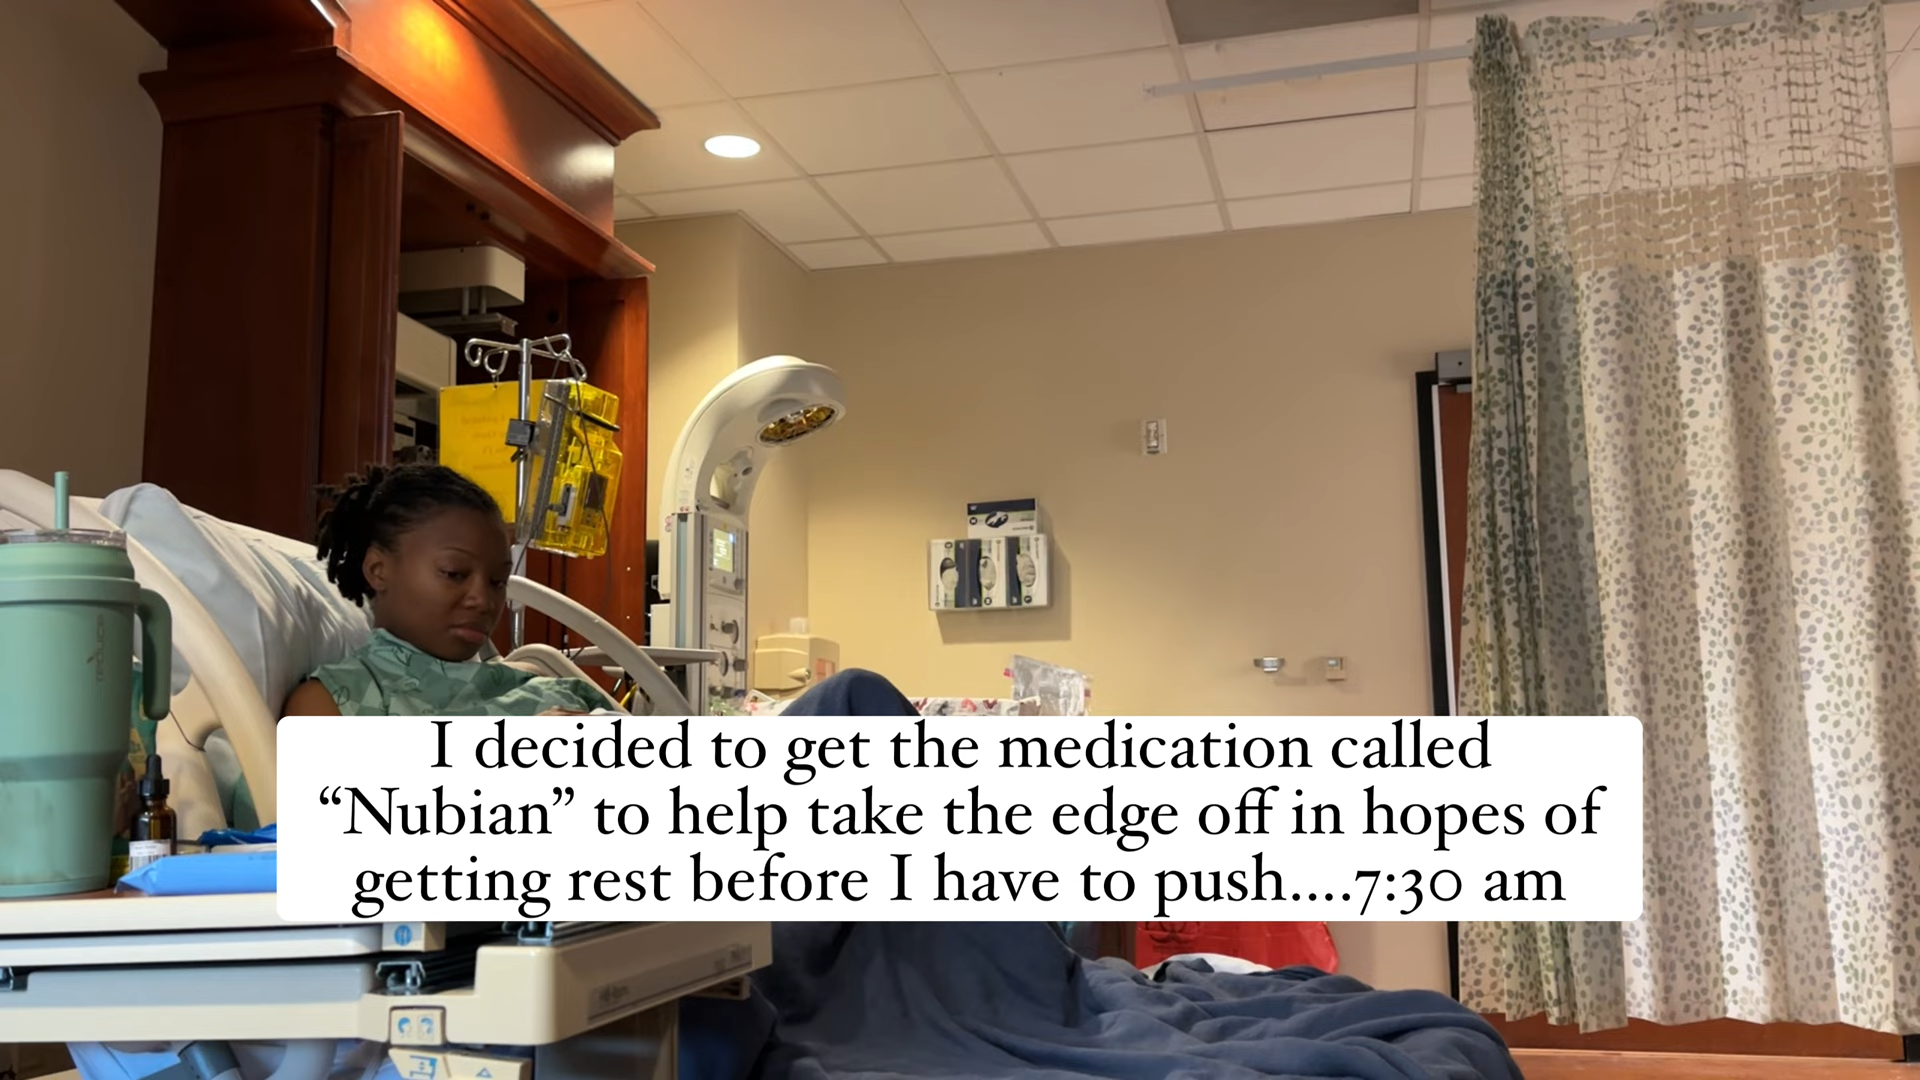 I decided to get the medication called
“Nubian” to help take the edge off in hopes of
getting rest before I have to push....7:30 am